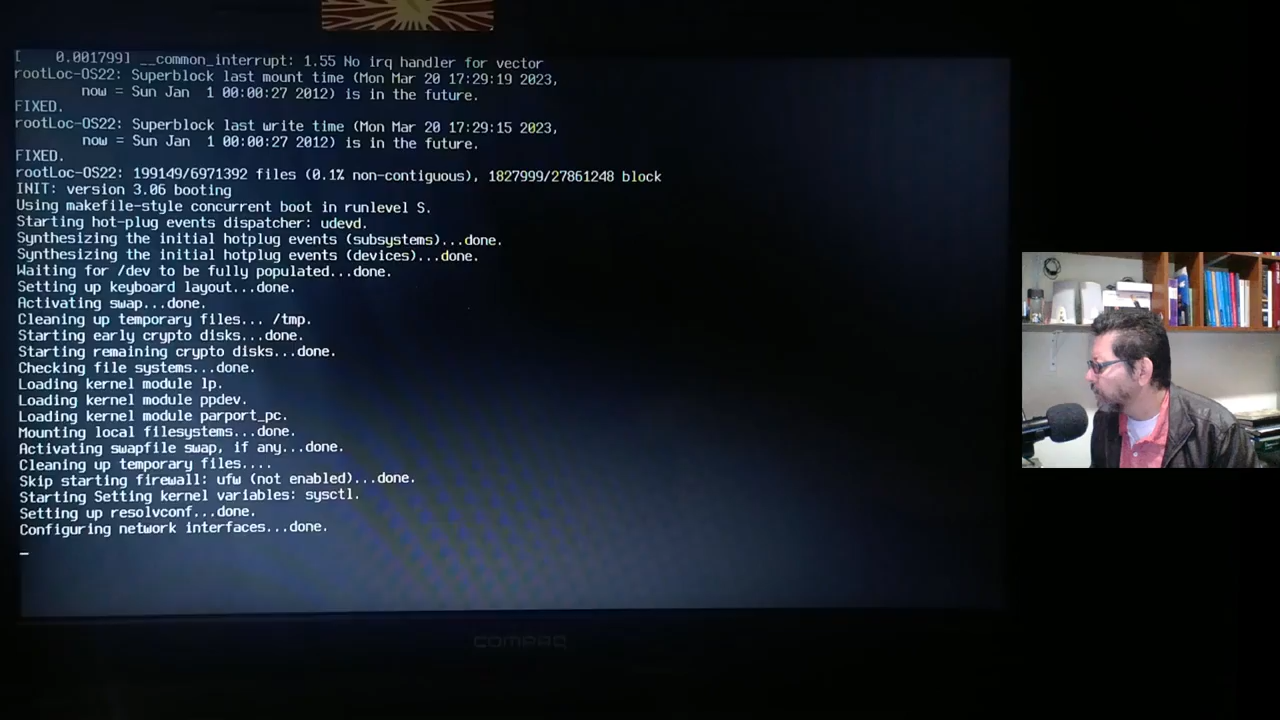 [    0.001799] __common_interrupt: 1.55 No irq handler for vector
rootLoc-OS22: Superblock last mount time (Mon Mar 20 17:29:19 2023,
        now = Sun Jan  1 00:00:27 2012) is in the future.
FIXED.
rootLoc-OS22: Superblock last write time (Mon Mar 20 17:29:15 2023,
        now = Sun Jan  1 00:00:27 2012) is in the future.
FIXED.
rootLoc-OS22: 199149/6971392 files (0.1% non-contiguous), 1827999/27861248 block
INIT: version 3.06 booting
Using makefile-style concurrent boot in runlevel S.
Starting hot-plug events dispatcher: udevd.
Synthesizing the initial hotplug events (subsystems)...done.
Synthesizing the initial hotplug events (devices)...done.
Waiting for /dev to be fully populated...done.
Setting up keyboard layout...done.
Activating swap...done.
Cleaning up temporary files... /tmp.
Starting early crypto disks...done.
Starting remaining crypto disks...done.
Checking file systems...done.
Loading kernel module lp.
Loading kernel module ppdev.
Loading kernel module parport_pc.
Mounting local filesystems...done.
Activating swapfile swap, if any...done.
Cleaning up temporary files....
Skip starting firewall: ufw (not enabled)...done.
Starting Setting kernel variables: sysctl.
Setting up resolvconf...done.
Configuring network interfaces...done.
COMPAQ